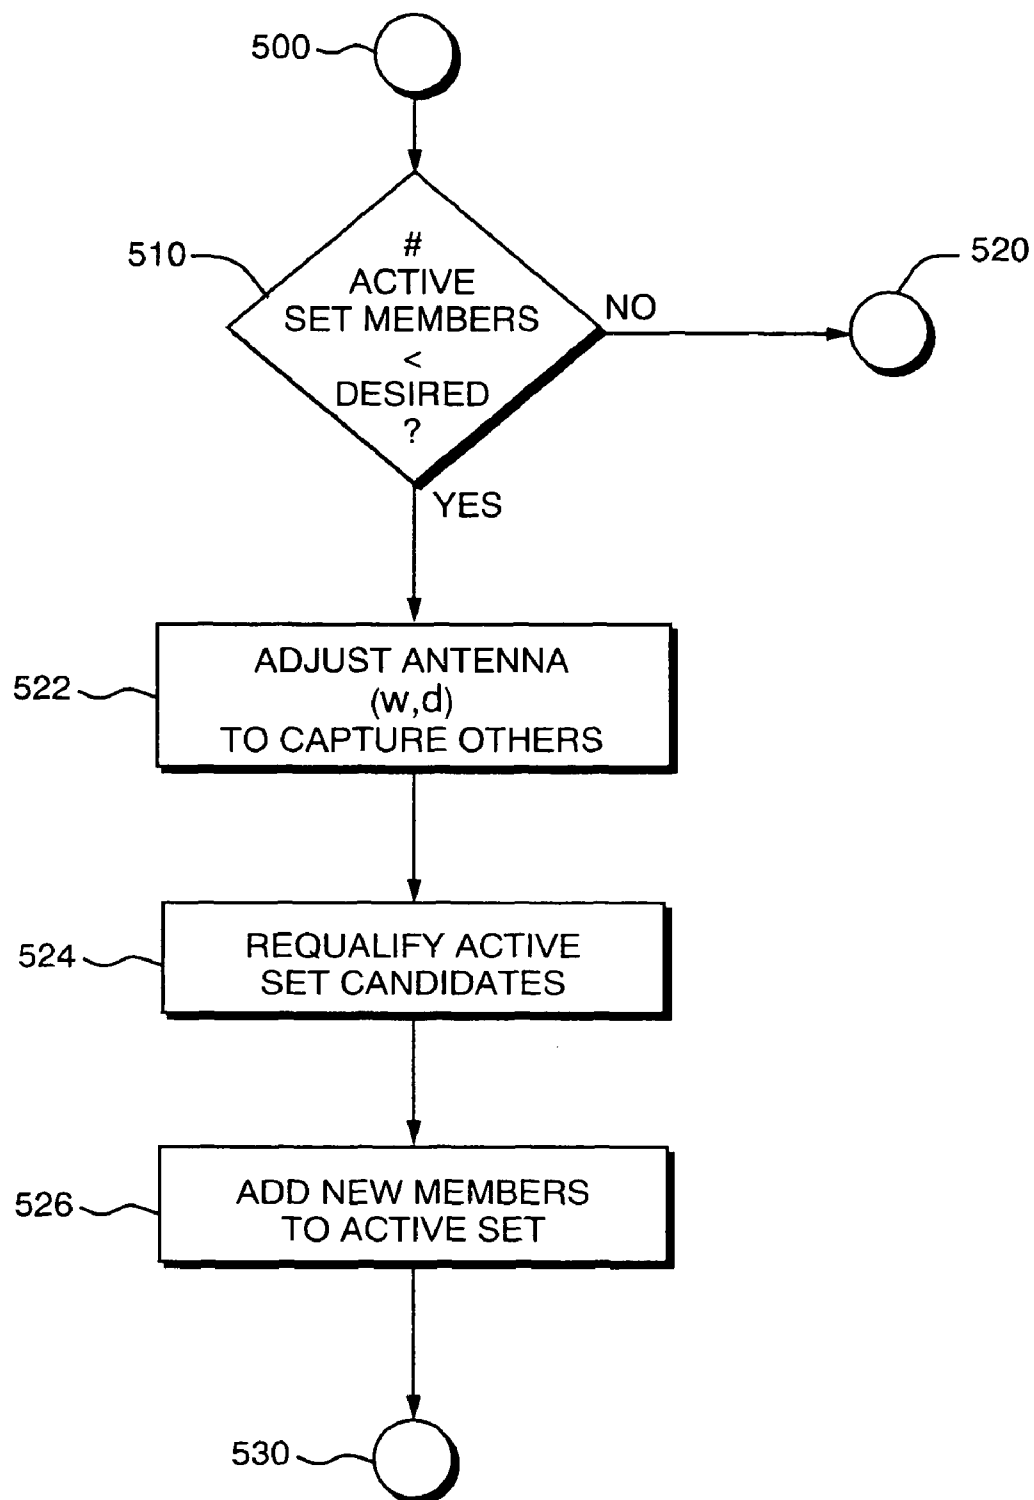 500
510
#
ACTIVE
SET MEMBERS
<
DESIRED
?
NO
520
YES
522
ADJUST ANTENNA
(w,d)
TO CAPTURE OTHERS
524
REQUALIFY ACTIVE
SET CANDIDATES
526
ADD NEW MEMBERS
TO ACTIVE SET
530